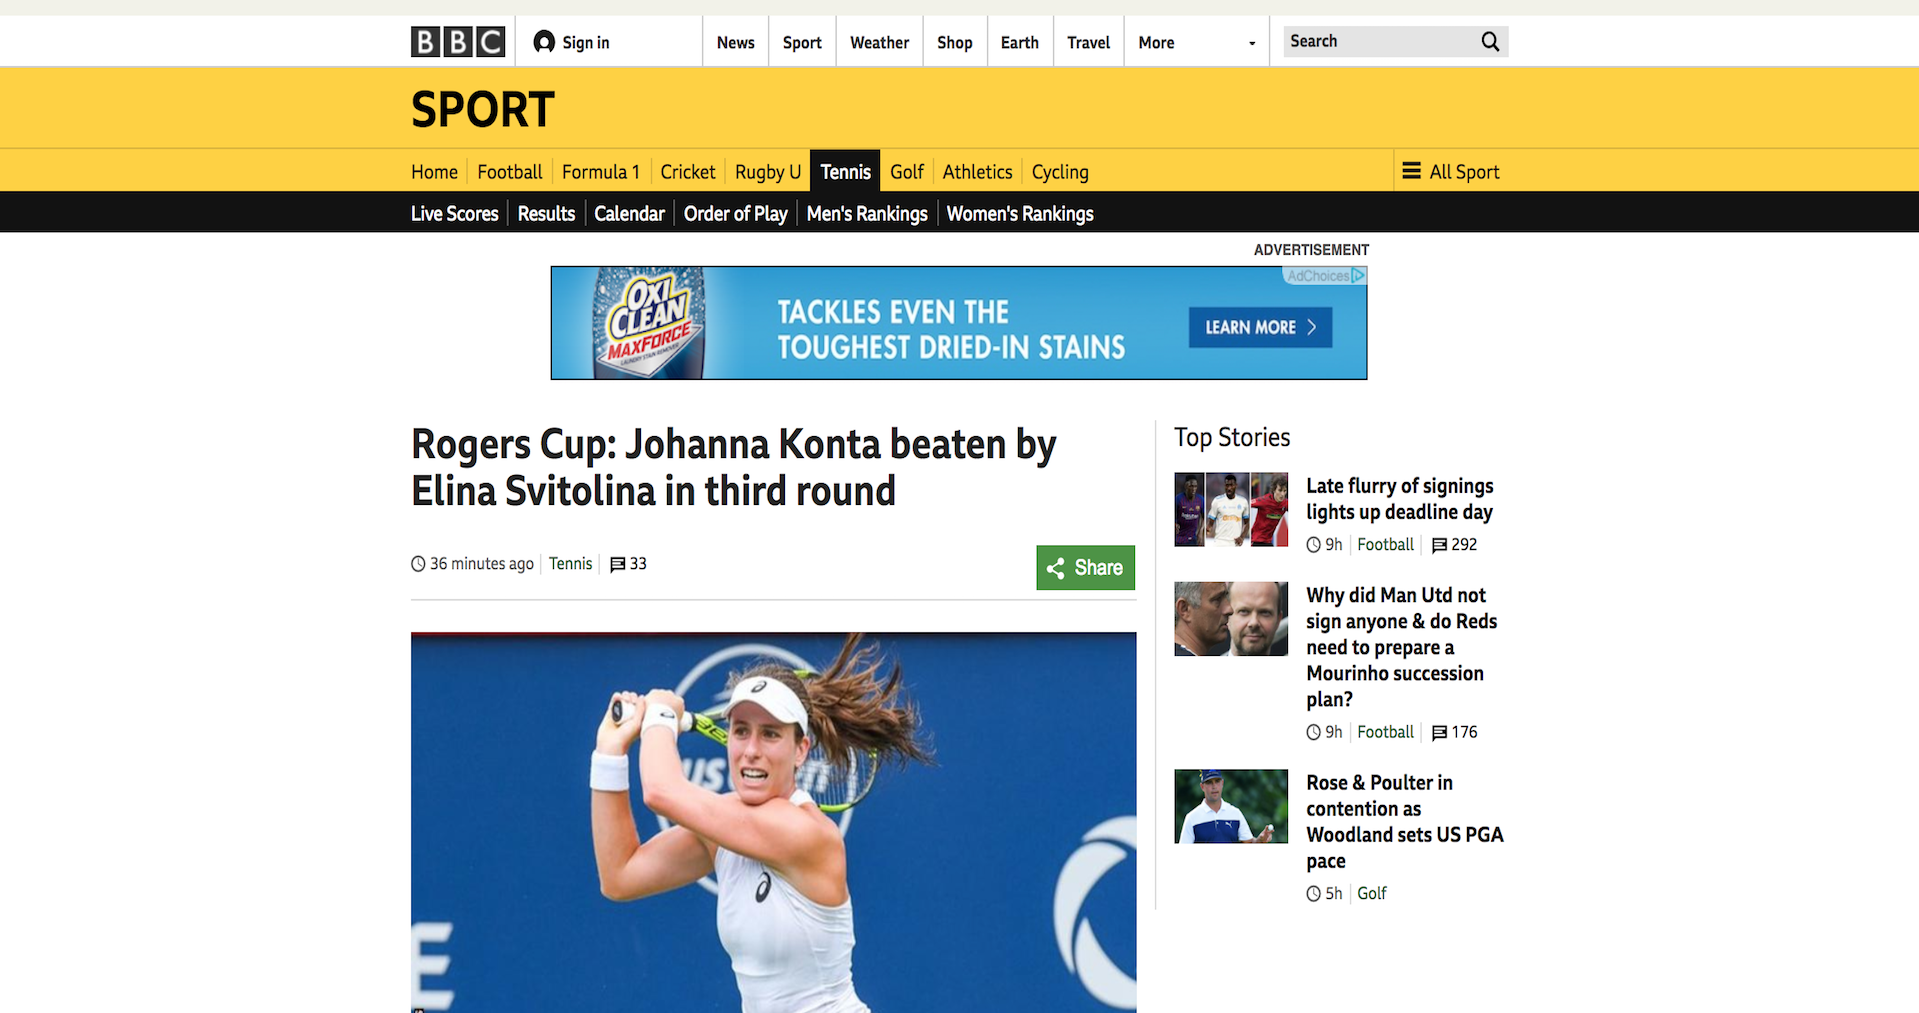 BBC
Sign in
News
Sport
Weather
Shop
Earth
Travel
More
Search
SPORT
Home
Football
Formula 1
Cricket
Rugby U
Tennis
Golf
Athletics
Cycling
All Sport
Live Scores
Results
Calendar
Order of Play
Men's Rankings
Women's Rankings
ADVERTISEMENT
AdChoices
OXI
CLEAN
MAXFORCE
LAUNDRY STAIN REMOVER
TACKLES EVEN THE
TOUGHEST DRIED-IN STAINS
LEARN MORE
Rogers Cup: Johanna Konta beaten by
Elina Svitolina in third round
36 minutes ago
Tennis
33
Share
US
E
Top Stories
Late flurry of signings
lights up deadline day
9h
Football
292
Why did Man Utd not
sign anyone & do Reds
need to prepare a
Mourinho succession
plan?
9h
Football
176
Rose & Poulter in
contention as
Woodland sets US PGA
pace
5h
Golf